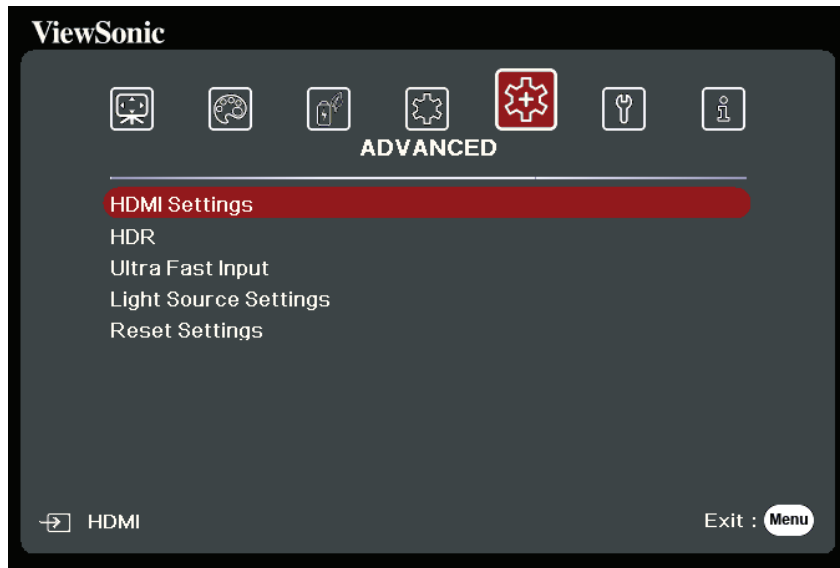 ViewSonic
ADVANCED
HDMI Settings
HDR
Ultra Fast Input
Light Source Settings
Reset Settings
HDMI
Exit : Menu